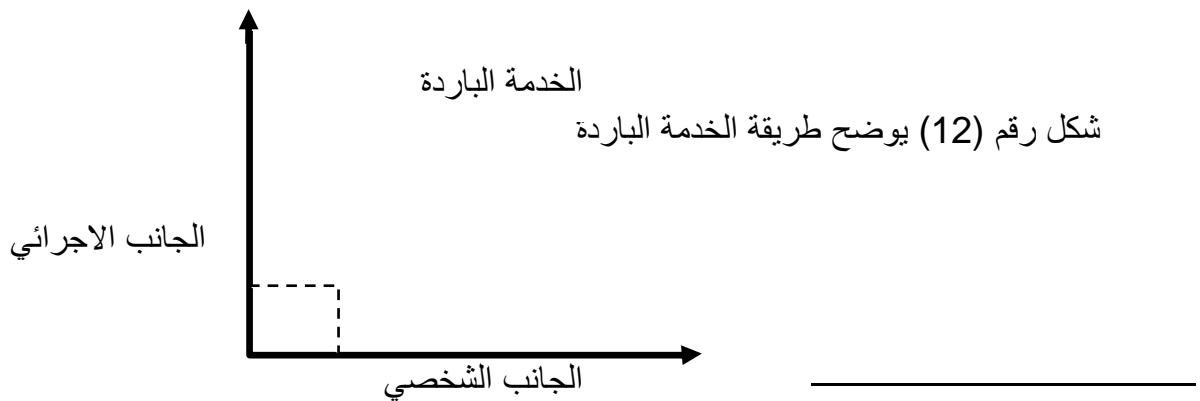 الخدمة الباردة
شكل رقم (12) يوضح طريقة الخدمة الباردة
الجانب الاجرائي
الجانب الشخصي